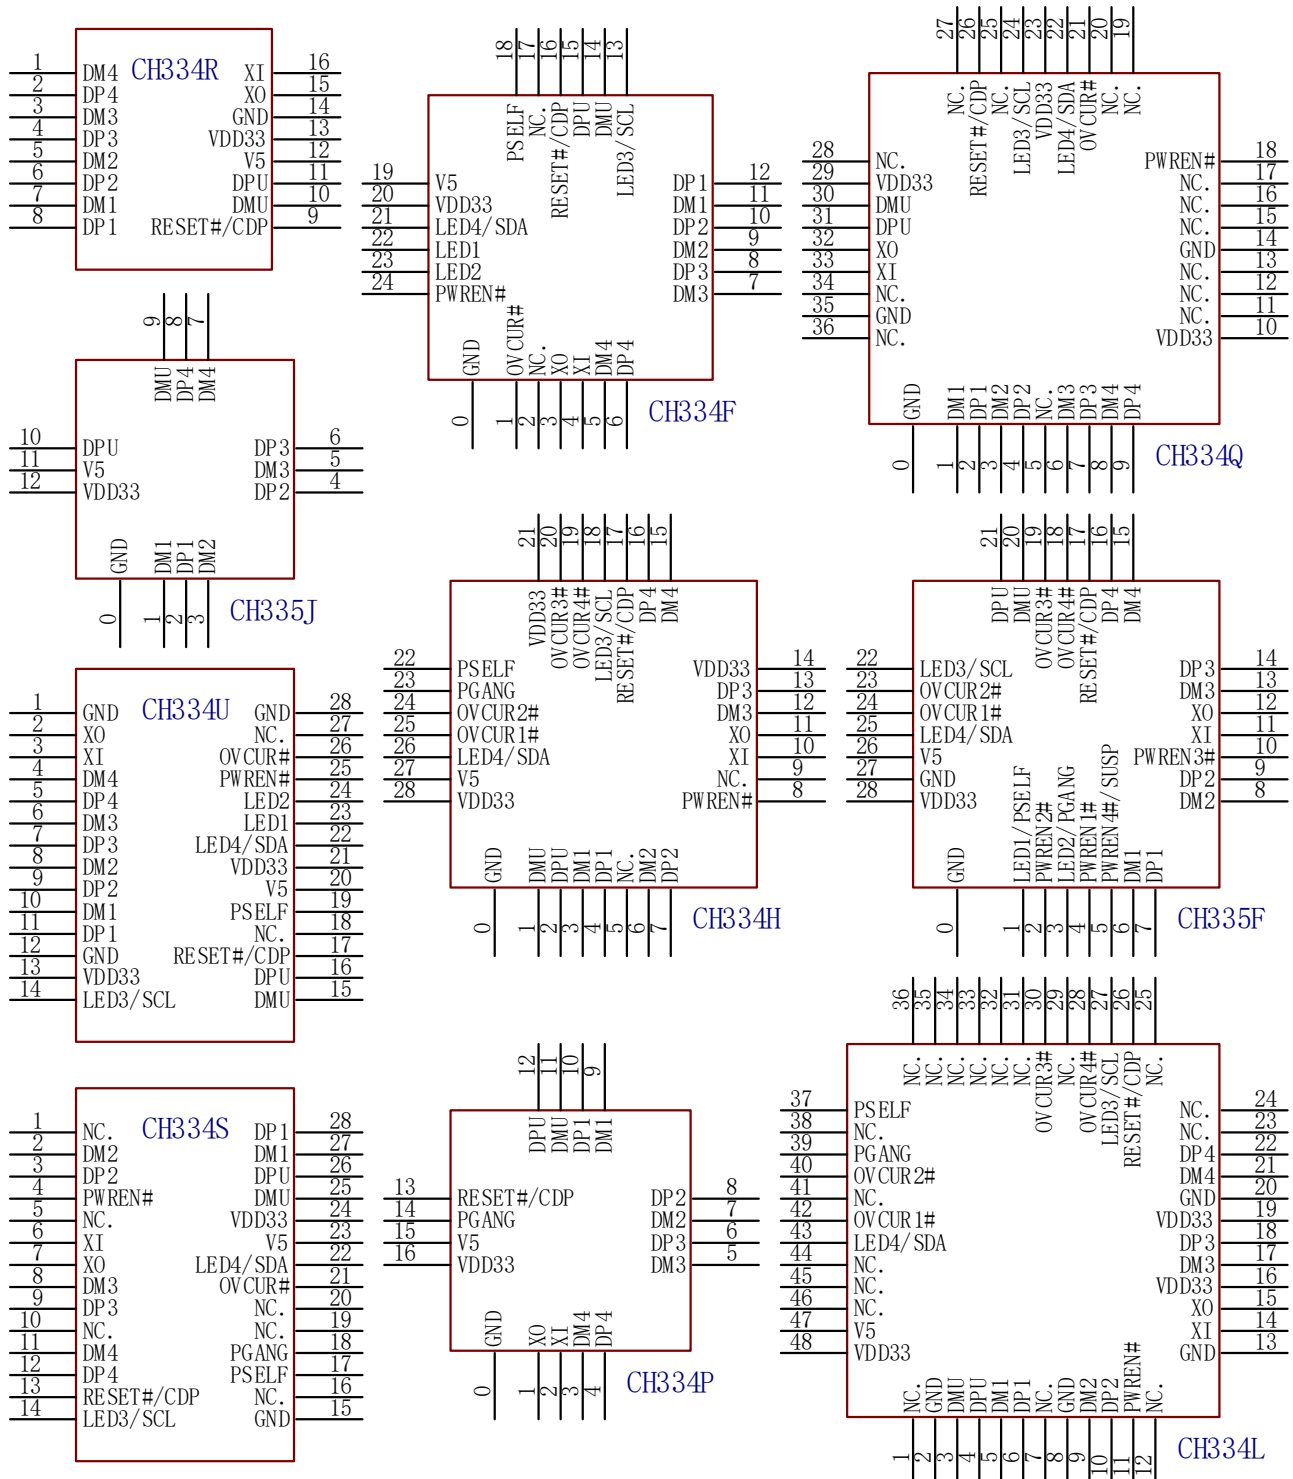 CH334R
1 DM4 XI 16
2 DP4 XO 15
3 DM3 GND 14
4 DP3 VDD33 13
5 DM2 V5 12
6 DP2 DPU 11
7 DM1 DMU 10
8 DP1 RESET#/CDP 9
CH334F
18 17 16 15 14 13
PSELF NC. RESET#/CDP DPU DMU LED3/SCL
19 V5 DP1 12
20 VDD33 DM1 11
21 LED4/SDA DP2 10
22 LED1 DM2 9
23 LED2 DP3 8
24 PWREN# DM3 7
GND OVCUR# NC. XO XI DM4 DP4
0 1 2 3 4 5 6
CH334Q
27 26 25 24 23 22 21 20 19
NC. RESET#/CDP NC. LED3/SCL VDD33 LED4/SDA OVCUR# NC. NC.
28 NC. PWREN# 18
29 VDD33 NC. 17
30 DMU NC. 16
31 DPU NC. 15
32 XO GND 14
33 XI NC. 13
34 NC. NC. 12
35 GND NC. 11
36 NC. VDD33 10
GND DM1 DP1 DM2 DP2 NC. DM3 DP3 DM4 DP4
0 1 2 3 4 5 6 7 8 9
CH335J
9 8 7
DMU DP4 DM4
10 DPU DP3 6
11 V5 DM3 5
12 VDD33 DP2 4
GND DM1 DP1 DM2
0 1 2 3
CH334H
21 20 19 18 17 16 15
VDD33 OVCUR3# OVCUR4# LED3/SCL RESET#/CDP DP4 DM4
22 PSELF VDD33 14
23 PGANG DP3 13
24 OVCUR2# DM3 12
25 OVCUR1# XO 11
26 LED4/SDA XI 10
27 V5 NC. 9
28 VDD33 PWREN# 8
GND DMU DPU DM1 DP1 NC. DM2 DP2
0 1 2 3 4 5 6 7
CH335F
21 20 19 18 17 16 15
DPU DMU OVCUR3# OVCUR4# RESET#/CDP DP4 DM4
22 LED3/SCL DP3 14
23 OVCUR2# DM3 13
24 OVCUR1# XO 12
25 LED4/SDA XI 11
26 V5 PWREN3# 10
27 GND DP2 9
28 VDD33 DM2 8
GND LED1/PSELF PWREN2# LED2/PGANG PWREN1# PWREN4#/SUSP DM1 DP1
0 1 2 3 4 5 6 7
CH334U
1 GND GND 28
2 XO NC. 27
3 XI OVCUR# 26
4 DM4 PWREN# 25
5 DP4 LED2 24
6 DM3 LED1 23
7 DP3 LED4/SDA 22
8 DM2 VDD33 21
9 DP2 V5 20
10 DM1 PSELF 19
11 DP1 NC. 18
12 GND RESET#/CDP 17
13 VDD33 DPU 16
14 LED3/SCL DMU 15
CH334S
1 NC. DP1 28
2 DM2 DM1 27
3 DP2 DPU 26
4 PWREN# DMU 25
5 NC. VDD33 24
6 XI V5 23
7 XO LED4/SDA 22
8 DM3 OVCUR# 21
9 DP3 NC. 20
10 NC. NC. 19
11 DM4 PGANG 18
12 DP4 PSELF 17
13 RESET#/CDP NC. 16
14 LED3/SCL GND 15
CH334P
12 11 10 9
DPU DMU DP1 DM1
13 RESET#/CDP DP2 8
14 PGANG DM2 7
15 V5 DP3 6
16 VDD33 DM3 5
GND XO XI DM4 DP4
0 1 2 3 4
CH334L
36 35 34 33 32 31 30 29 28 27 26 25
NC. NC. NC. NC. NC. NC. OVCUR3# NC. OVCUR4# LED3/SCL RESET#/CDP NC.
37 PSELF NC. 24
38 NC. NC. 23
39 PGANG DP4 22
40 OVCUR2# DM4 21
41 NC. GND 20
42 OVCUR1# VDD33 19
43 LED4/SDA DP3 18
44 NC. DM3 17
45 NC. VDD33 16
46 NC. XO 15
47 V5 XI 14
48 VDD33 GND 13
NC. GND DMU DPU DM1 DP1 NC. GND DM2 DP2 PWREN# NC.
1 2 3 4 5 6 7 8 9 10 11 12